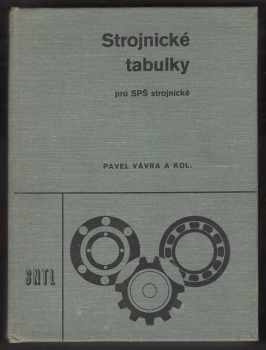 Strojnické
tabulky
pro SPŠ strojnické
PAVEL VÁVRA A KOL.
SNTL